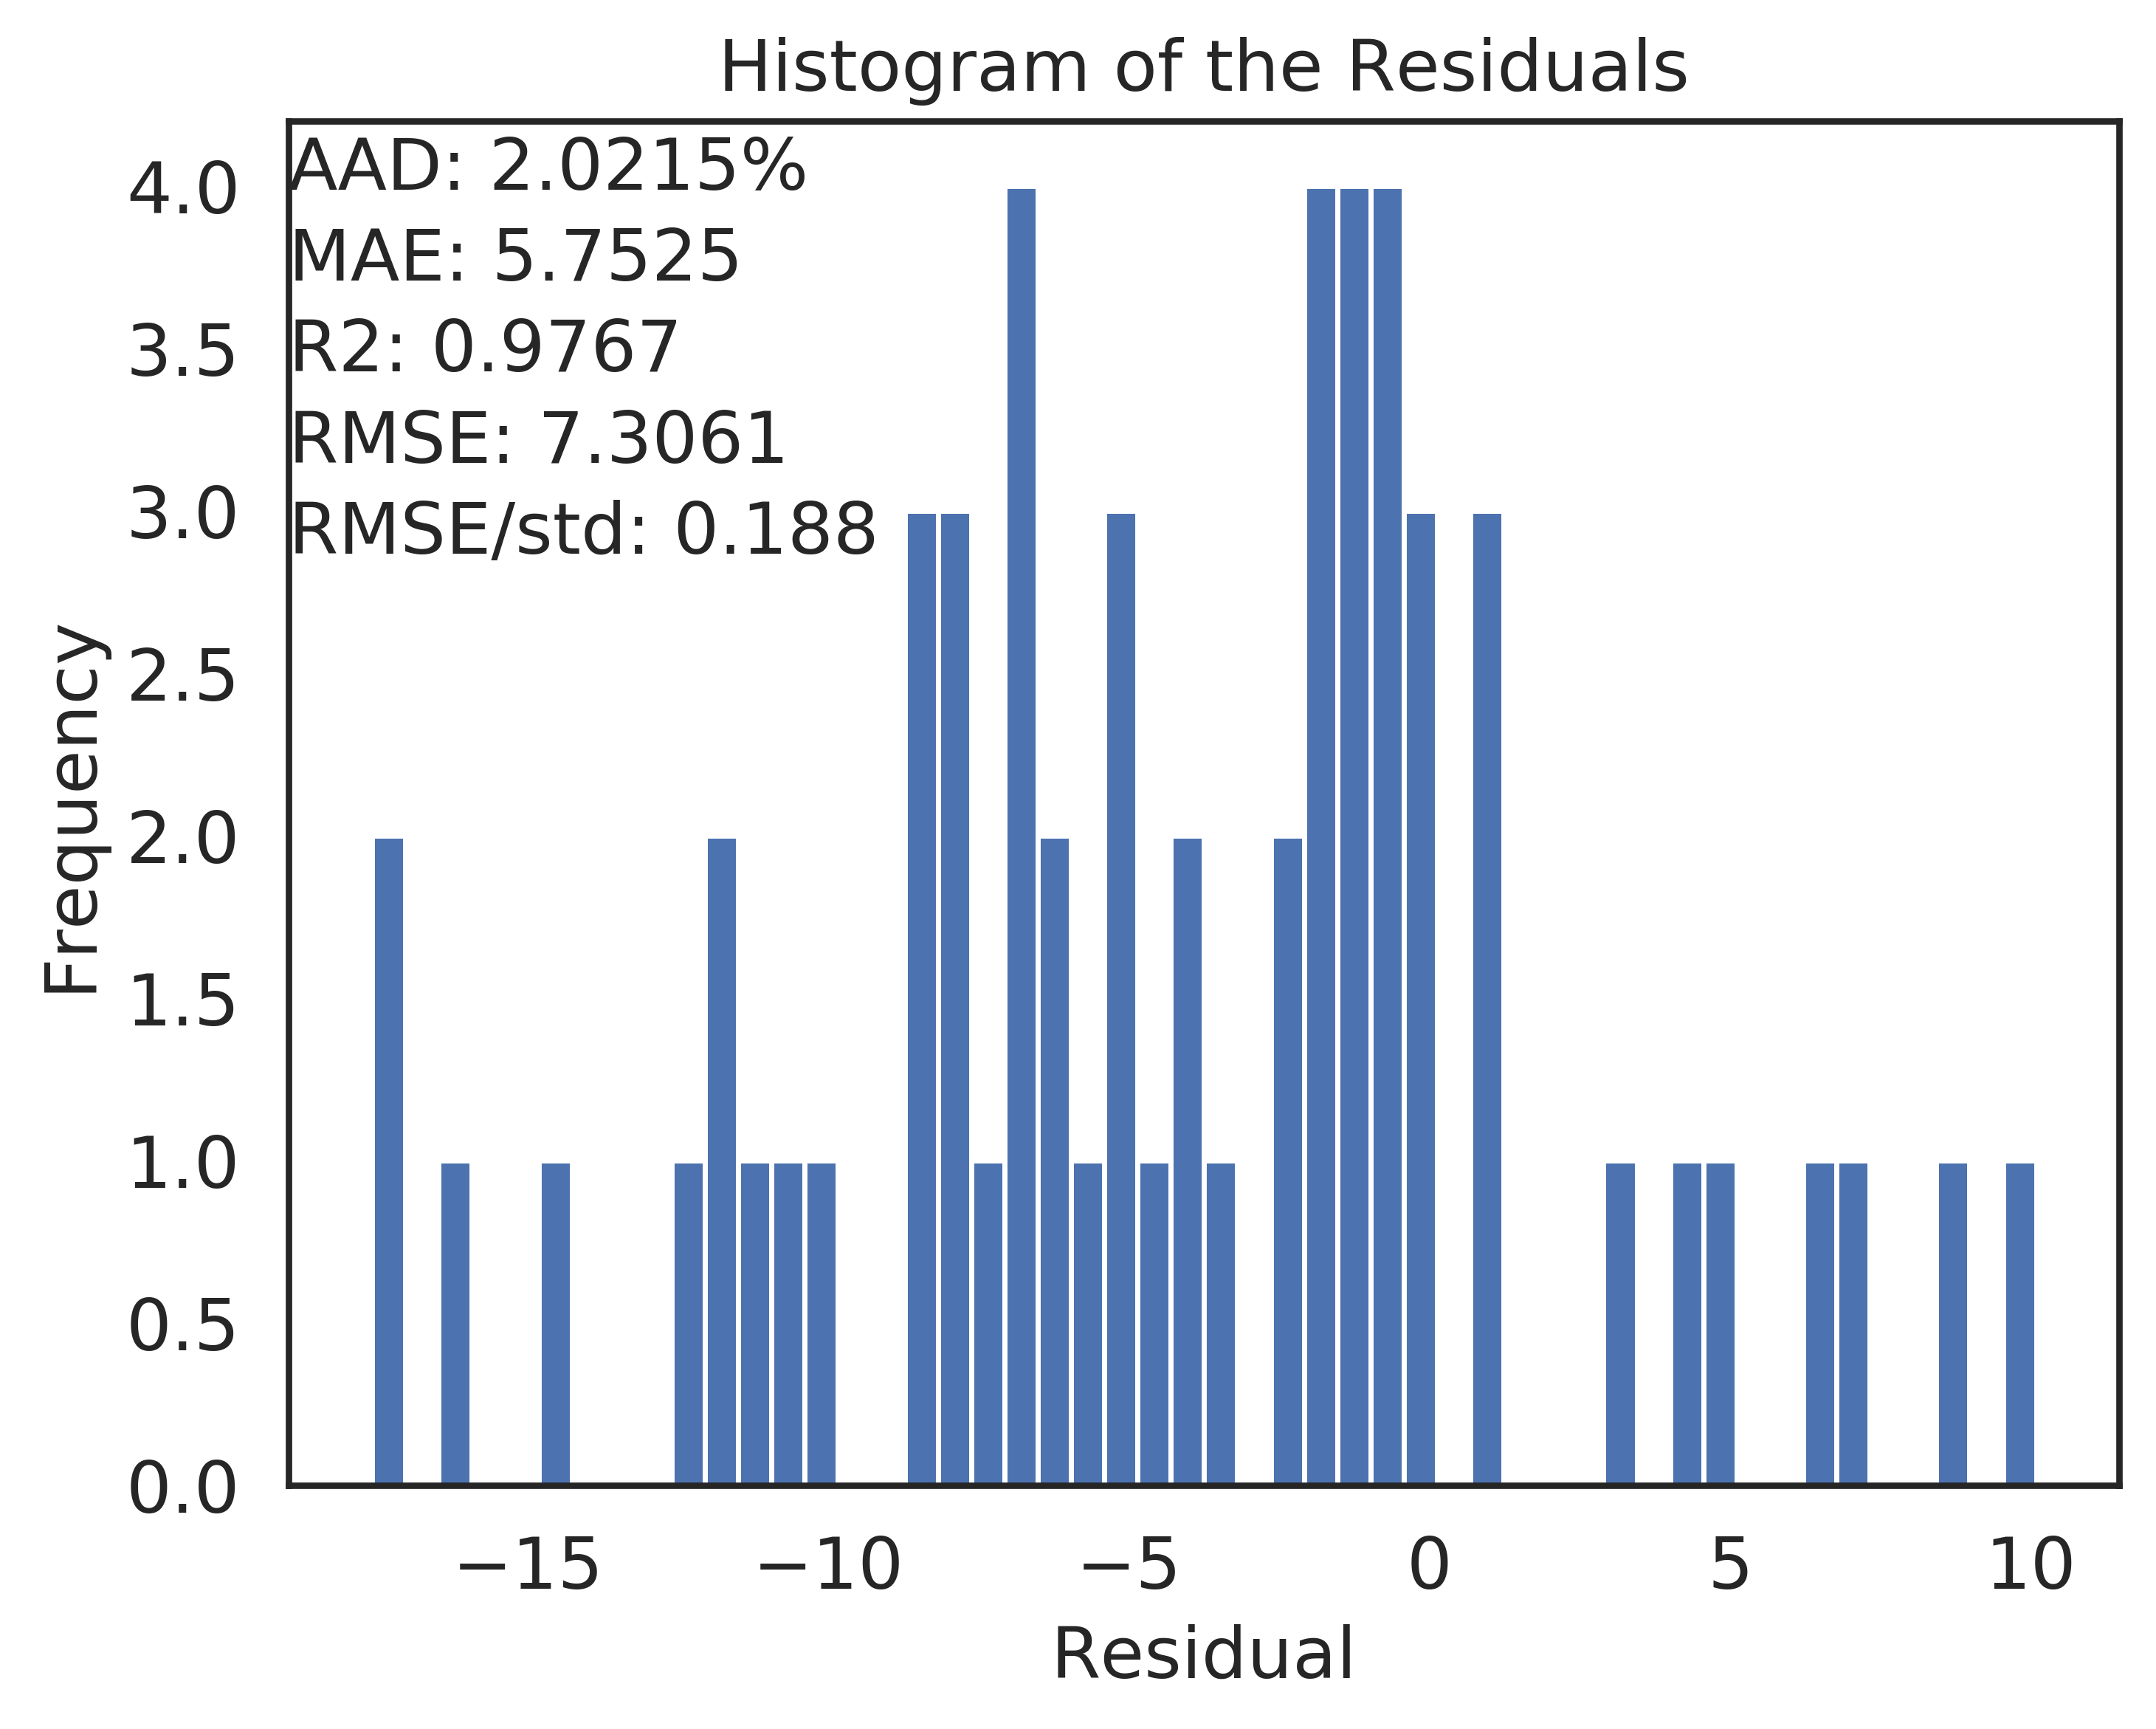 Histogram of the Residuals
AAD: 2.0215%
MAE: 5.7525
R2: 0.9767
RMSE: 7.3061
RMSE/std: 0.188
Frequency
4.0
3.5
3.0
2.5
2.0
1.5
1.0
0.5
0.0
−15 −10 −5 0 5 10
Residual